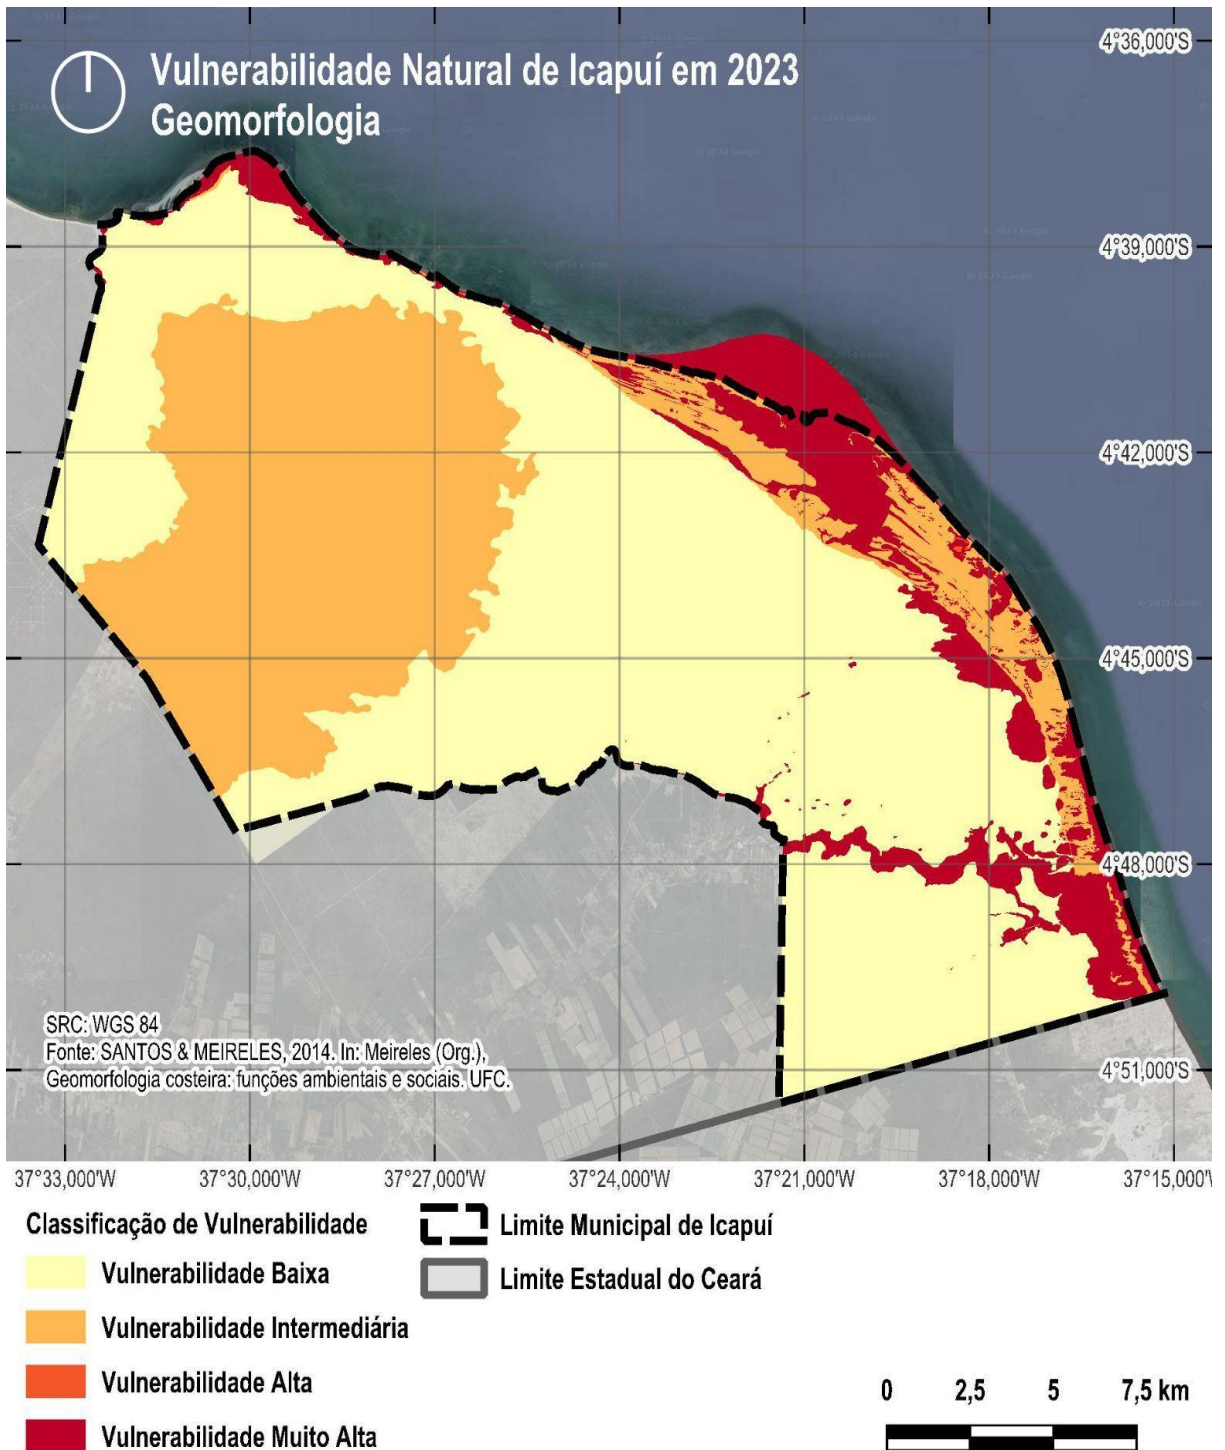 Vulnerabilidade Natural de Icapuí em 2023
Geomorfologia
4°36,000'S
4°39,000'S
4°42,000'S
4°45,000'S
4°48,000'S
4°51,000'S
SRC: WGS 84
Fonte: SANTOS & MEIRELES, 2014. In: Meireles (Org.),
Geomorfologia costeira: funções ambientais e sociais. UFC.
37°33,000'W 37°30,000'W 37°27,000'W 37°24,000'W 37°21,000'W 37°18,000'W 37°15,000'W
Classificação de Vulnerabilidade
Vulnerabilidade Baixa
Vulnerabilidade Intermediária
Vulnerabilidade Alta
Vulnerabilidade Muito Alta
Limite Municipal de Icapuí
Limite Estadual do Ceará
0 2,5 5 7,5 km